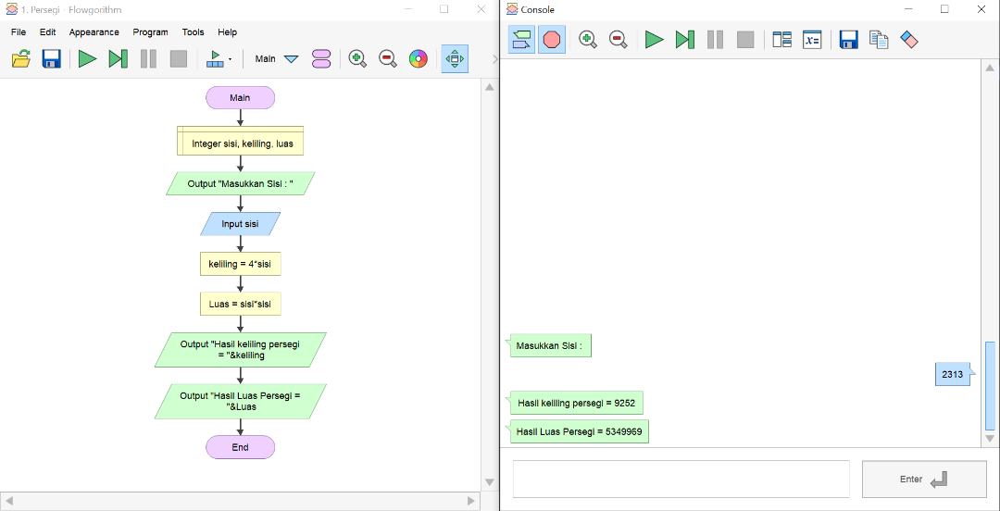 1. Persegi - Flowgorithm
File Edit Appearance Program Tools Help
Main
Main
Integer sisi, keliling, luas
Output "Masukkan Sisi : "
Input sisi
keliling = 4*sisi
Luas = sisi*sisi
Output "Hasil keliling persegi
= "&keliling
Output "Hasil Luas Persegi =
"&Luas
End
Console
x=
Masukkan Sisi :
2313
Hasil keliling persegi = 9252
Hasil Luas Persegi = 5349969
Enter